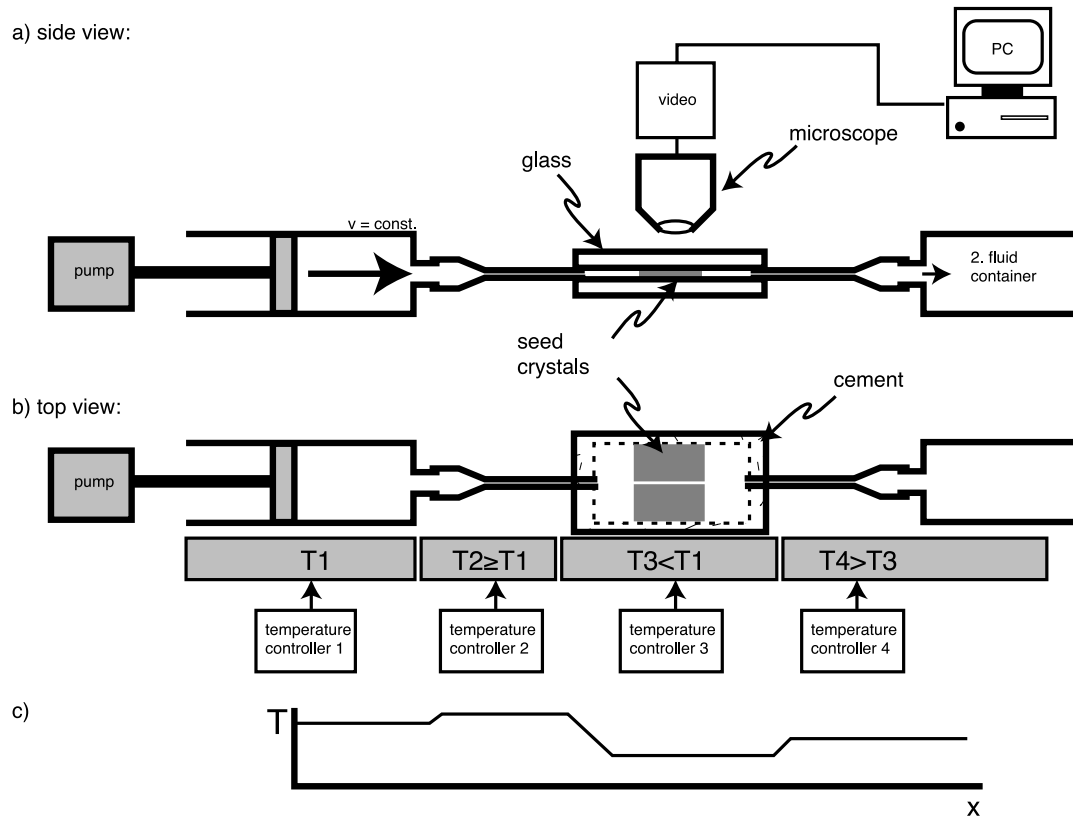 a) side view:
PC
video
microscope
glass
v = const.
pump
2. fluid
container
seed
crystals
cement
b) top view:
pump
T1
T2≥T1
T3<T1
T4>T3
temperature
controller 1
temperature
controller 2
temperature
controller 3
temperature
controller 4
c)
T
x